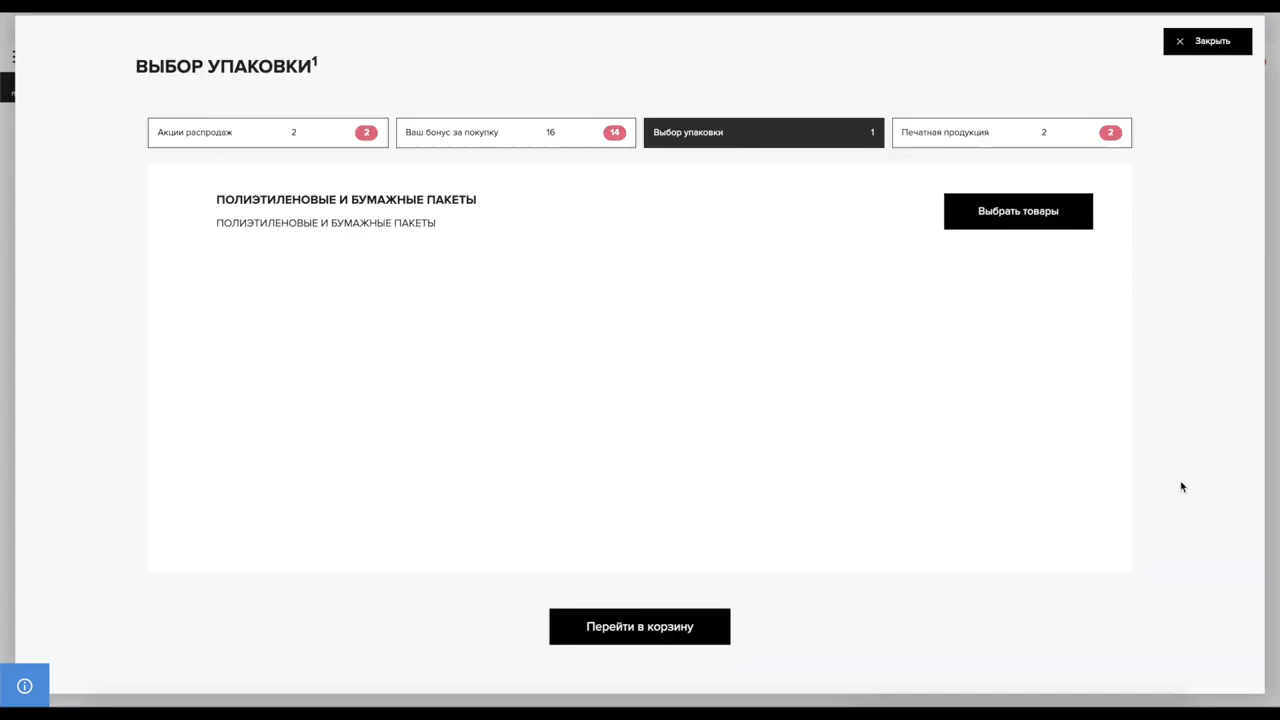 Закрыть
ВЫБОР УПАКОВКИ1
Акции распродаж 2 2
Ваш бонус за покупку 16 14
Выбор упаковки 1
Печатная продукция 2 2
ПОЛИЭТИЛЕНОВЫЕ И БУМАЖНЫЕ ПАКЕТЫ
Выбрать товары
ПОЛИЭТИЛЕНОВЫЕ И БУМАЖНЫЕ ПАКЕТЫ
Перейти в корзину